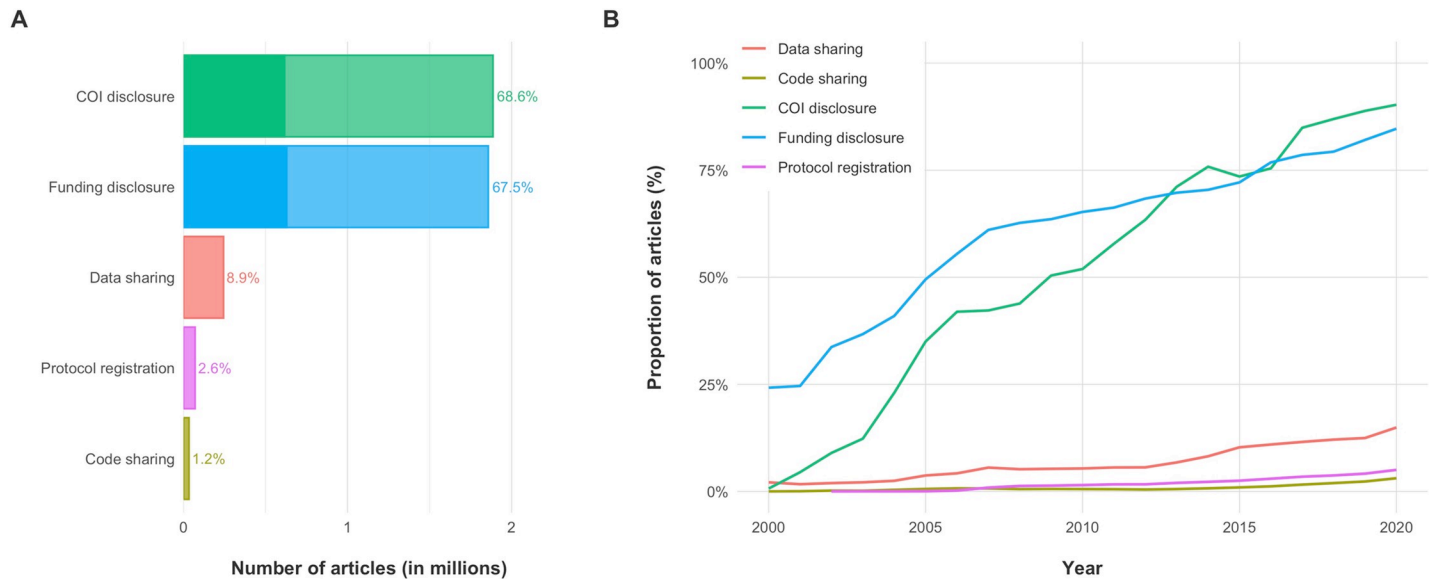 A
COI disclosure
68.6%
Funding disclosure
67.5%
Data sharing
8.9%
Protocol registration
2.6%
Code sharing
1.2%
0
1
2
Number of articles (in millions)
B
Data sharing
Code sharing
COI disclosure
Funding disclosure
Protocol registration
Proportion of articles (%)
100%
75%
50%
25%
0%
2000
2005
2010
2015
2020
Year